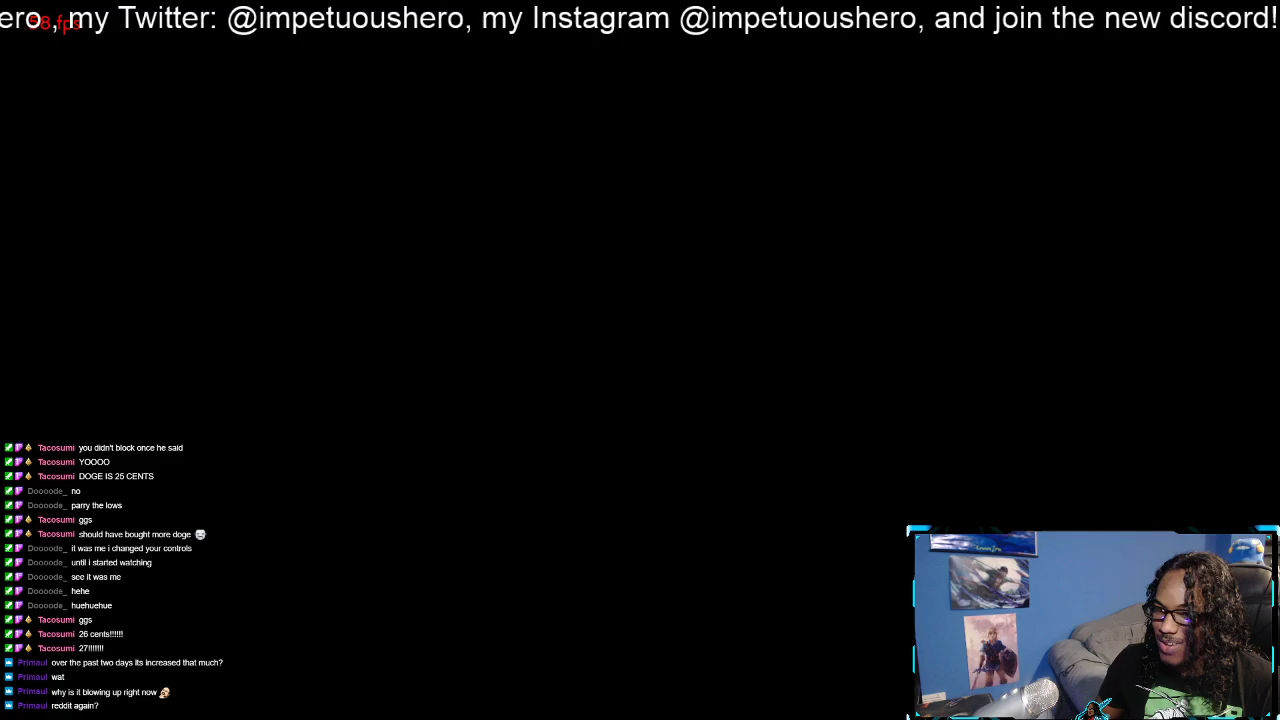 ero, my Twitter: @impetuoushero, my Instagram @impetuoushero, and join the new discord!
58 fps
Tacosumi you didn't block once he said
Tacosumi YOOOO
Tacosumi DOGE IS 25 CENTS
Doooode_ no
Doooode_ parry the lows
Tacosumi ggs
Tacosumi should have bought more doge
Doooode_ it was me i changed your controls
Doooode_ until i started watching
Doooode_ see it was me
Doooode_ hehe
Doooode_ huehuehue
Tacosumi ggs
Tacosumi 26 cents!!!!!!
Tacosumi 27!!!!!!!
Primaul over the past two days its increased that much?
Primaul wat
Primaul why is it blowing up right now
Primaul reddit again?